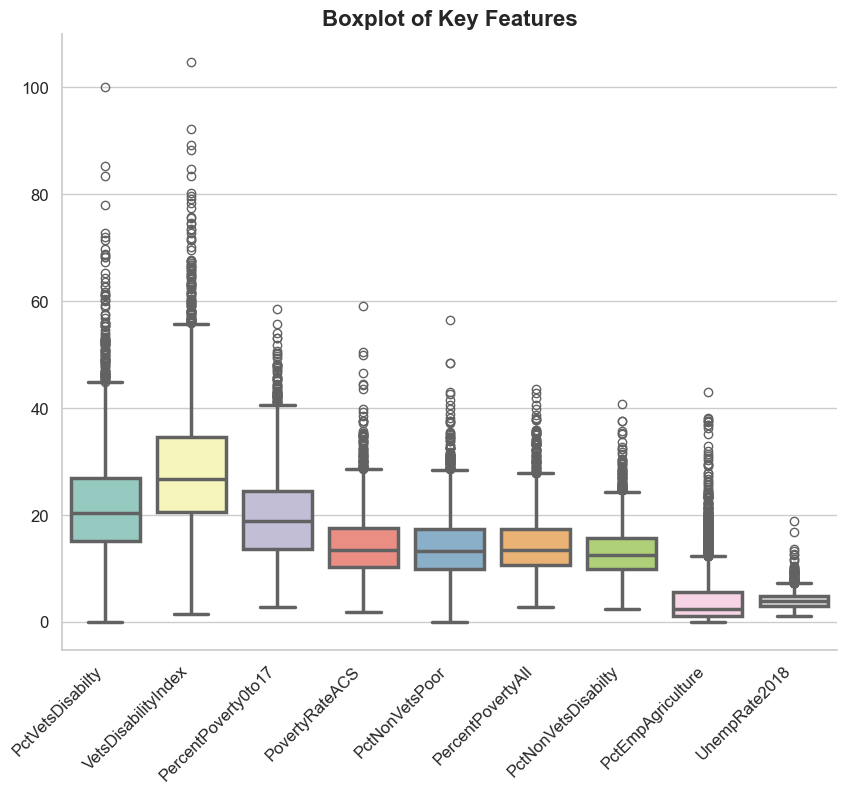 Boxplot of Key Features
100
80
60
40
20
0
PctVetsDisabilty
VetsDisabilityIndex
PercentPoverty0to17
PovertyRateACS
PctNonVetsPoor
PercentPovertyAll
PctNonVetsDisabilty
PctEmpAgriculture
UnempRate2018